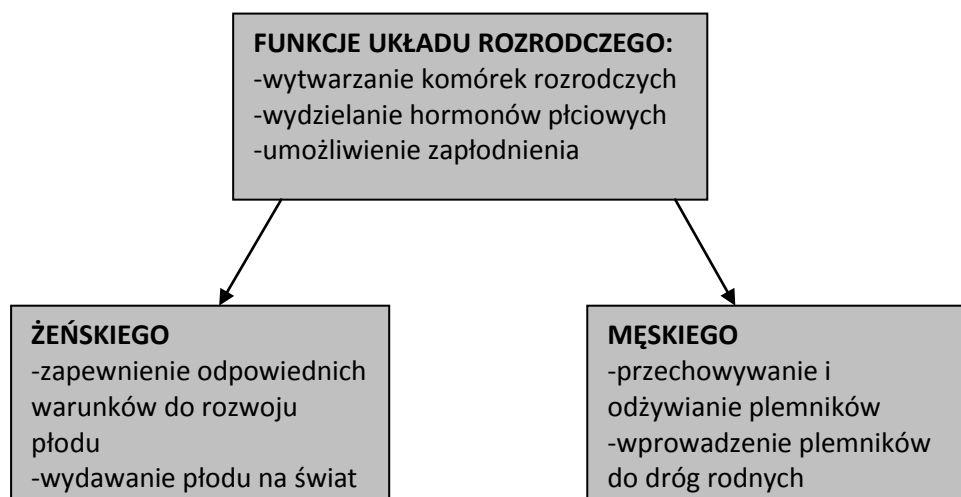 FUNKCJE UKŁADU ROZRODCZEGO:
-wytwarzanie komórek rozrodczych
-wydzielanie hormonów płciowych
-umożliwienie zapłodnienia
ŻEŃSKIEGO
-zapewnienie odpowiednich
warunków do rozwoju
płodu
-wydawanie płodu na świat
MĘSKIEGO
-przechowywanie i
odżywianie plemników
-wprowadzenie plemników
do dróg rodnych